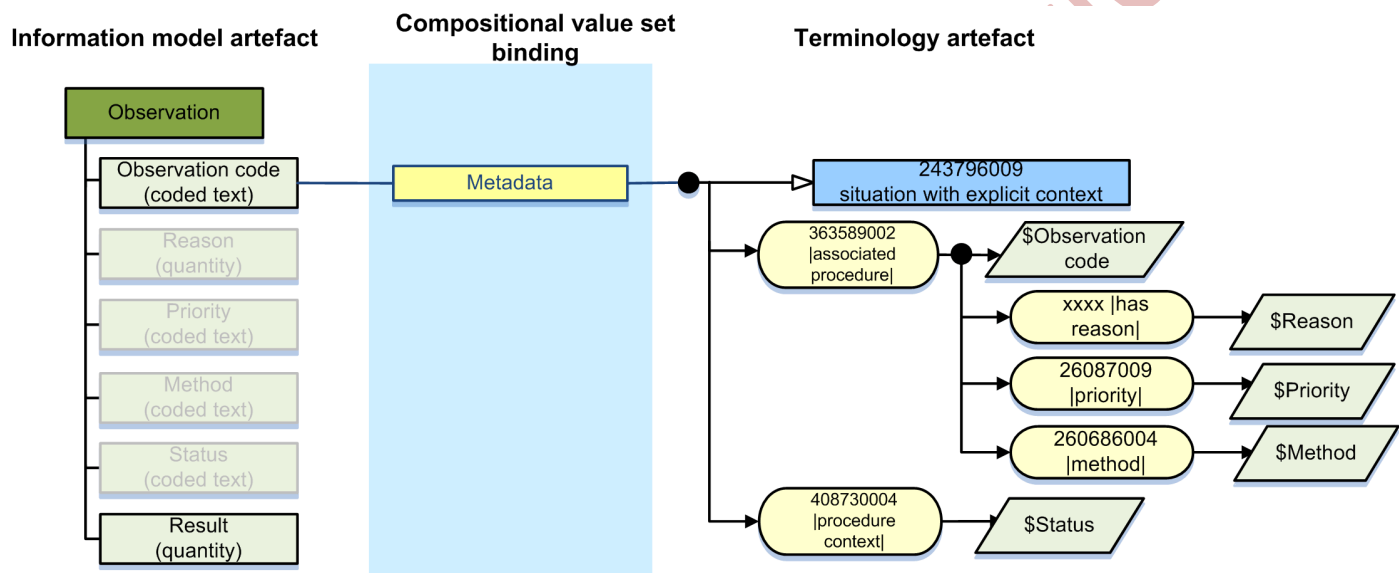 Information model artefact
Compositional value set
binding
Terminology artefact
Observation
Observation code
(coded text)
Reason
(quantity)
Priority
(coded text)
Method
(coded text)
Status
(coded text)
Result
(quantity)
Metadata
243796009
situation with explicit context
363589002
|associated
procedure|
$Observation
code
xxxx |has
reason|
$Reason
26087009
|priority|
$Priority
260686004
|method|
$Method
408730004
|procedure
context|
$Status